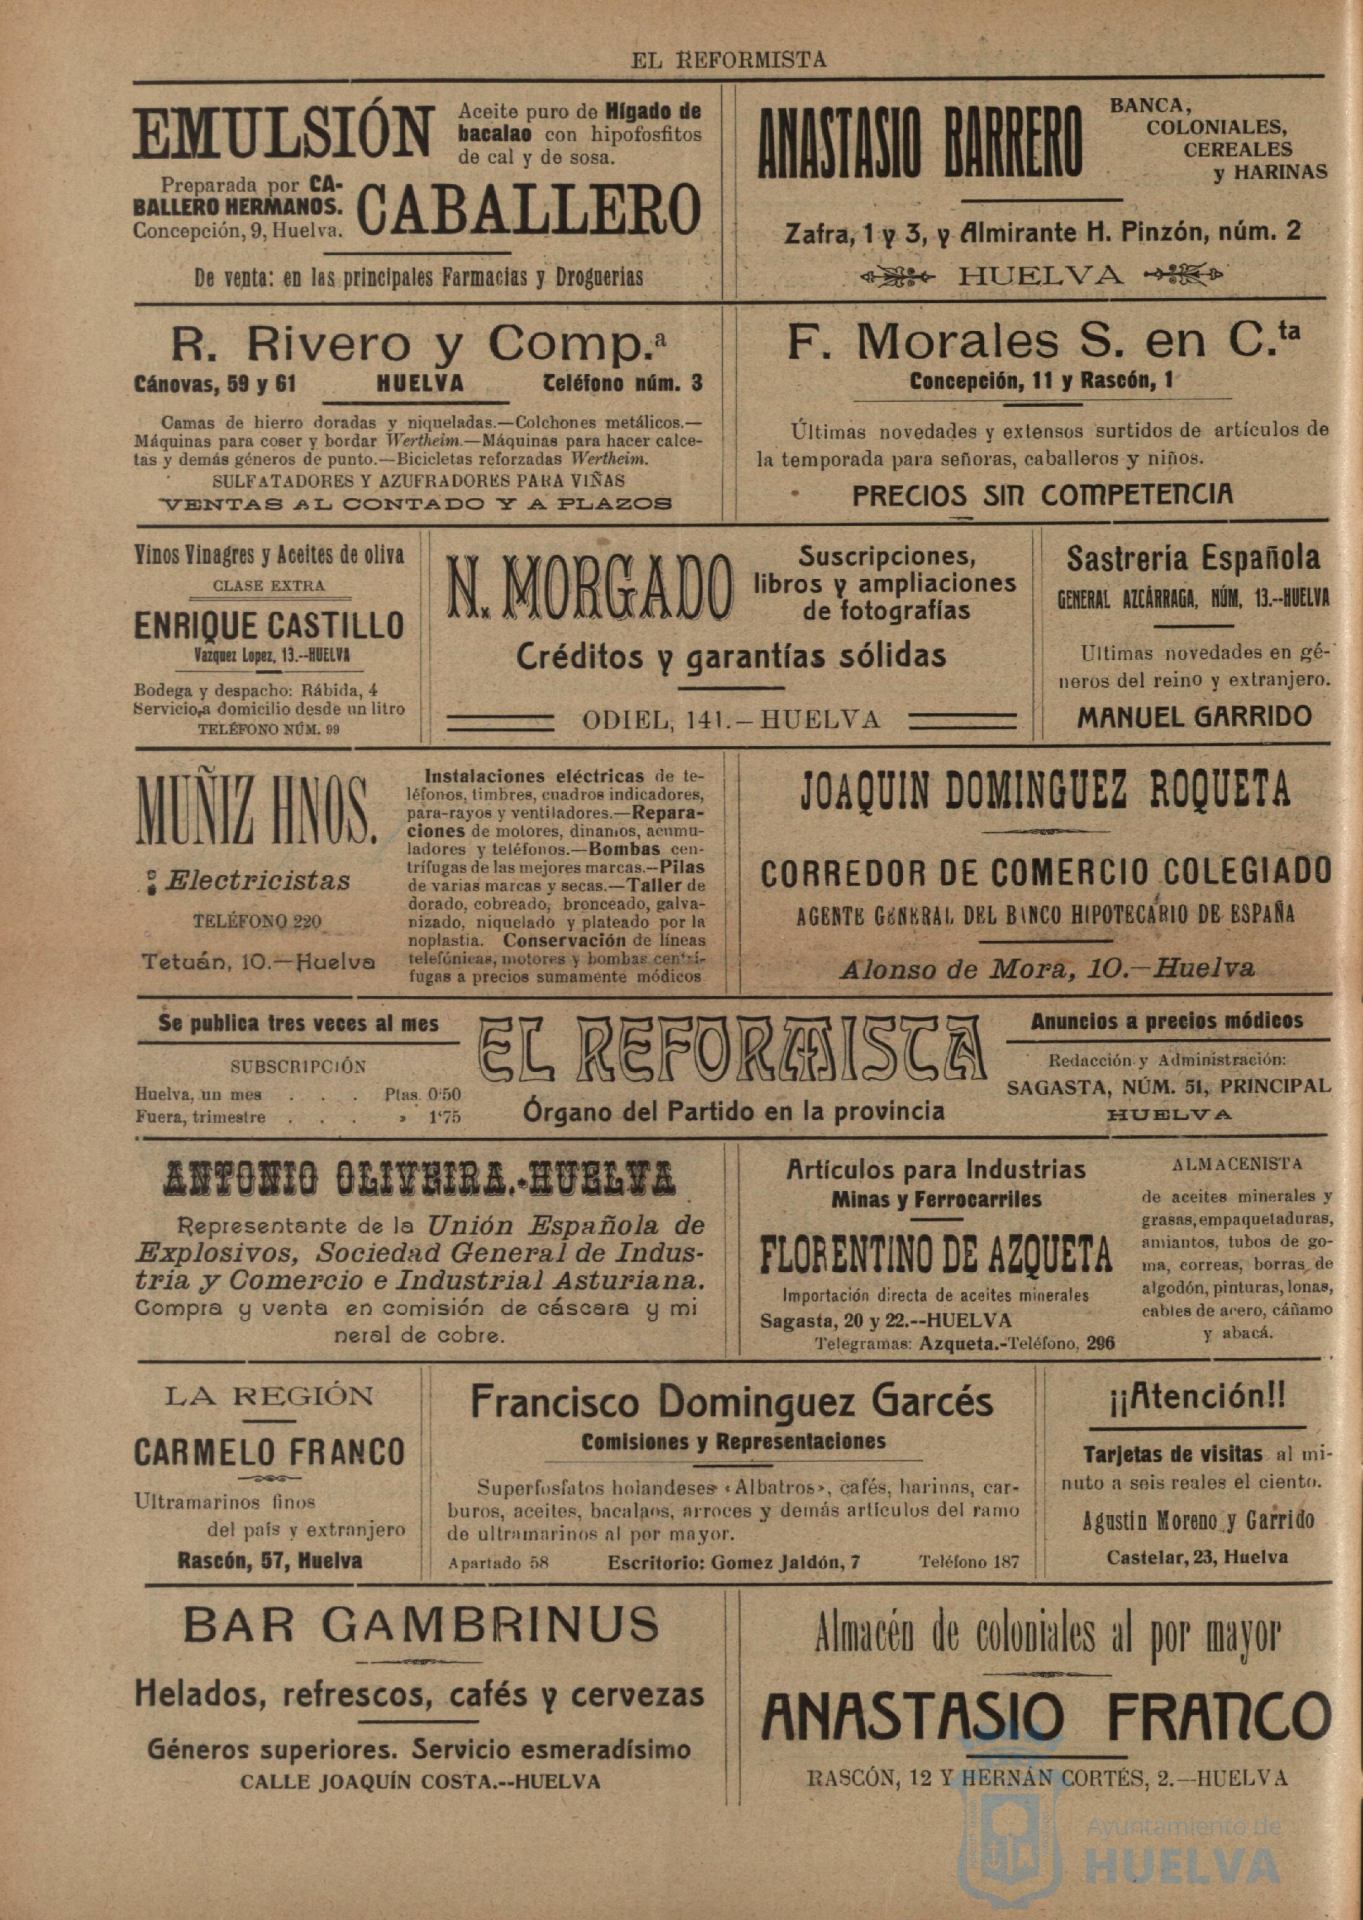 EL REFORMISTA
EMULSIÓN
Aceite puro de Hígado de
bacalao con hipofosfitos
de cal y de sosa.
Preparada por CA-
BALLERO HERMANOS.
Concepción, 9, Huelva.
CABALLERO
De venta: en las principales Farmacias y Droguerias
ANASTASIO BARRERO
BANCA,
COLONIALES,
CEREALES
y HARINAS
Zafra, 1 y 3, y Almirante H. Pinzón, núm. 2
HUELVA
R. Rivero y Comp.ª
Cánovas, 59 y 61 HUELVA Teléfono núm. 3
Camas de hierro doradas y niqueladas.—Colchones metálicos.—
Máquinas para coser y bordar Wertheim.—Máquinas para hacer calce-
tas y demás géneros de punto.—Bicicletas reforzadas Wertheim.
SULFATADORES Y AZUFRADORES PARA VIÑAS
VENTAS AL CONTADO Y A PLAZOS
F. Morales S. en C.ta
Concepción, 11 y Rascón, 1
Últimas novedades y extensos surtidos de artículos de
la temporada para señoras, caballeros y niños.
PRECIOS SIN COMPETENCIA
Vinos Vinagres y Aceites de oliva
CLASE EXTRA
ENRIQUE CASTILLO
Vazquez Lopez, 13.--HUELVA
Bodega y despacho: Rábida, 4
Servicio a domicilio desde un litro
TELÉFONO NÚM. 99
N. MORGADO
Suscripciones,
libros y ampliaciones
de fotografías
Créditos y garantías sólidas
ODIEL, 141.—HUELVA
Sastrería Española
GENERAL AZCÁRRAGA, NÚM, 13.--HUELVA
Ultimas novedades en gé-
neros del reino y extranjero.
MANUEL GARRIDO
MUÑIZ HNOS.
Electricistas
TELÉFONO 220
Tetuán, 10.—Huelva
Instalaciones eléctricas de te-
léfonos, timbres, cuadros indicadores,
para-rayos y ventiladores.—Repara-
ciones de motores, dinamos, acumu-
ladores y teléfonos.—Bombas cen-
trífugas de las mejores marcas.—Pilas
de varias marcas y secas.—Taller de
dorado, cobreado, bronceado, galva-
nizado, niquelado y plateado por la
noplastia. Conservación de líneas
telefónicas, motores y bombas centrí-
fugas a precios sumamente módicos
JOAQUIN DOMINGUEZ ROQUETA
CORREDOR DE COMERCIO COLEGIADO
AGENTE GENERAL DEL BANCO HIPOTECARIO DE ESPAÑA
Alonso de Mora, 10.—Huelva
Se publica tres veces al mes
SUBSCRIPCIÓN
Huelva, un mes . . . Ptas. 0'50
Fuera, trimestre . . . » 1'75
EL REFORMISTA
Órgano del Partido en la provincia
Anuncios a precios módicos
Redacción y Administración:
SAGASTA, NÚM. 51, PRINCIPAL
HUELVA
ANTONIO OLIVEIRA.-HUELVA
Representante de la Unión Española de
Explosivos, Sociedad General de Indus-
tria y Comercio e Industrial Asturiana.
Compra y venta en comisión de cáscara y mi
neral de cobre.
Artículos para Industrias
Minas y Ferrocarriles
FLORENTINO DE AZQUETA
Importación directa de aceites minerales
Sagasta, 20 y 22.--HUELVA
Telegramas: Azqueta.-Teléfono, 296
ALMACENISTA
de aceites minerales y
grasas, empaquetaduras,
amiantos, tubos de go-
ma, correas, borras de
algodón, pinturas, lonas,
cables de acero, cáñamo
y abacá.
LA REGIÓN
CARMELO FRANCO
Ultramarinos finos
del país y extranjero
Rascón, 57, Huelva
Francisco Dominguez Garcés
Comisiones y Representaciones
Superfosfatos holandeses «Albatros», cafés, harinas, car-
buros, aceites, bacalaos, arroces y demás artículos del ramo
de ultramarinos al por mayor.
Apartado 58 Escritorio: Gomez Jaldón, 7 Teléfono 187
¡¡Atención!!
Tarjetas de visitas al mi-
nuto a seis reales el ciento.
Agustin Moreno y Garrido
Castelar, 23, Huelva
BAR GAMBRINUS
Helados, refrescos, cafés y cervezas
Géneros superiores. Servicio esmeradísimo
CALLE JOAQUÍN COSTA.--HUELVA
Almacén de coloniales al por mayor
ANASTASIO FRANCO
RASCÓN, 12 Y HERNÁN CORTÉS, 2.—HUELVA
Ayuntamiento de
HUELVA